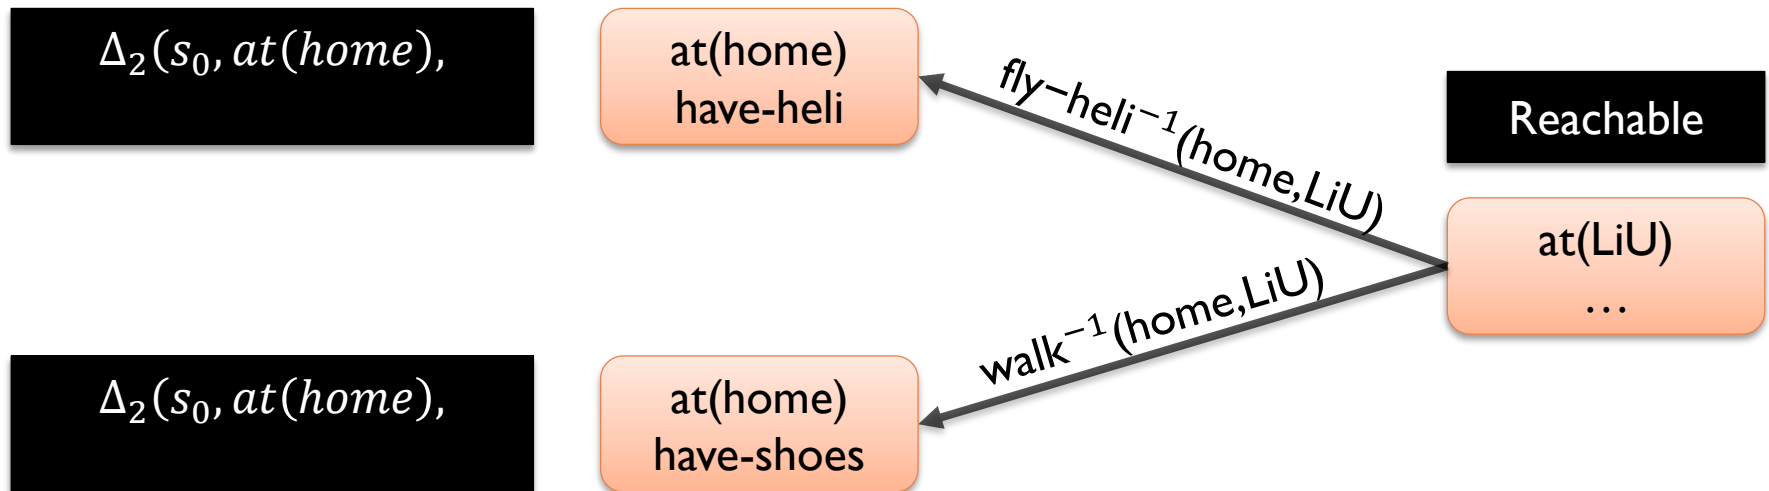 Δ₂(s₀, at(home),
at(home)
have-heli
fly−heli⁻¹(home,LiU)
Reachable
at(LiU)
…
walk⁻¹(home,LiU)
Δ₂(s₀, at(home),
at(home)
have-shoes